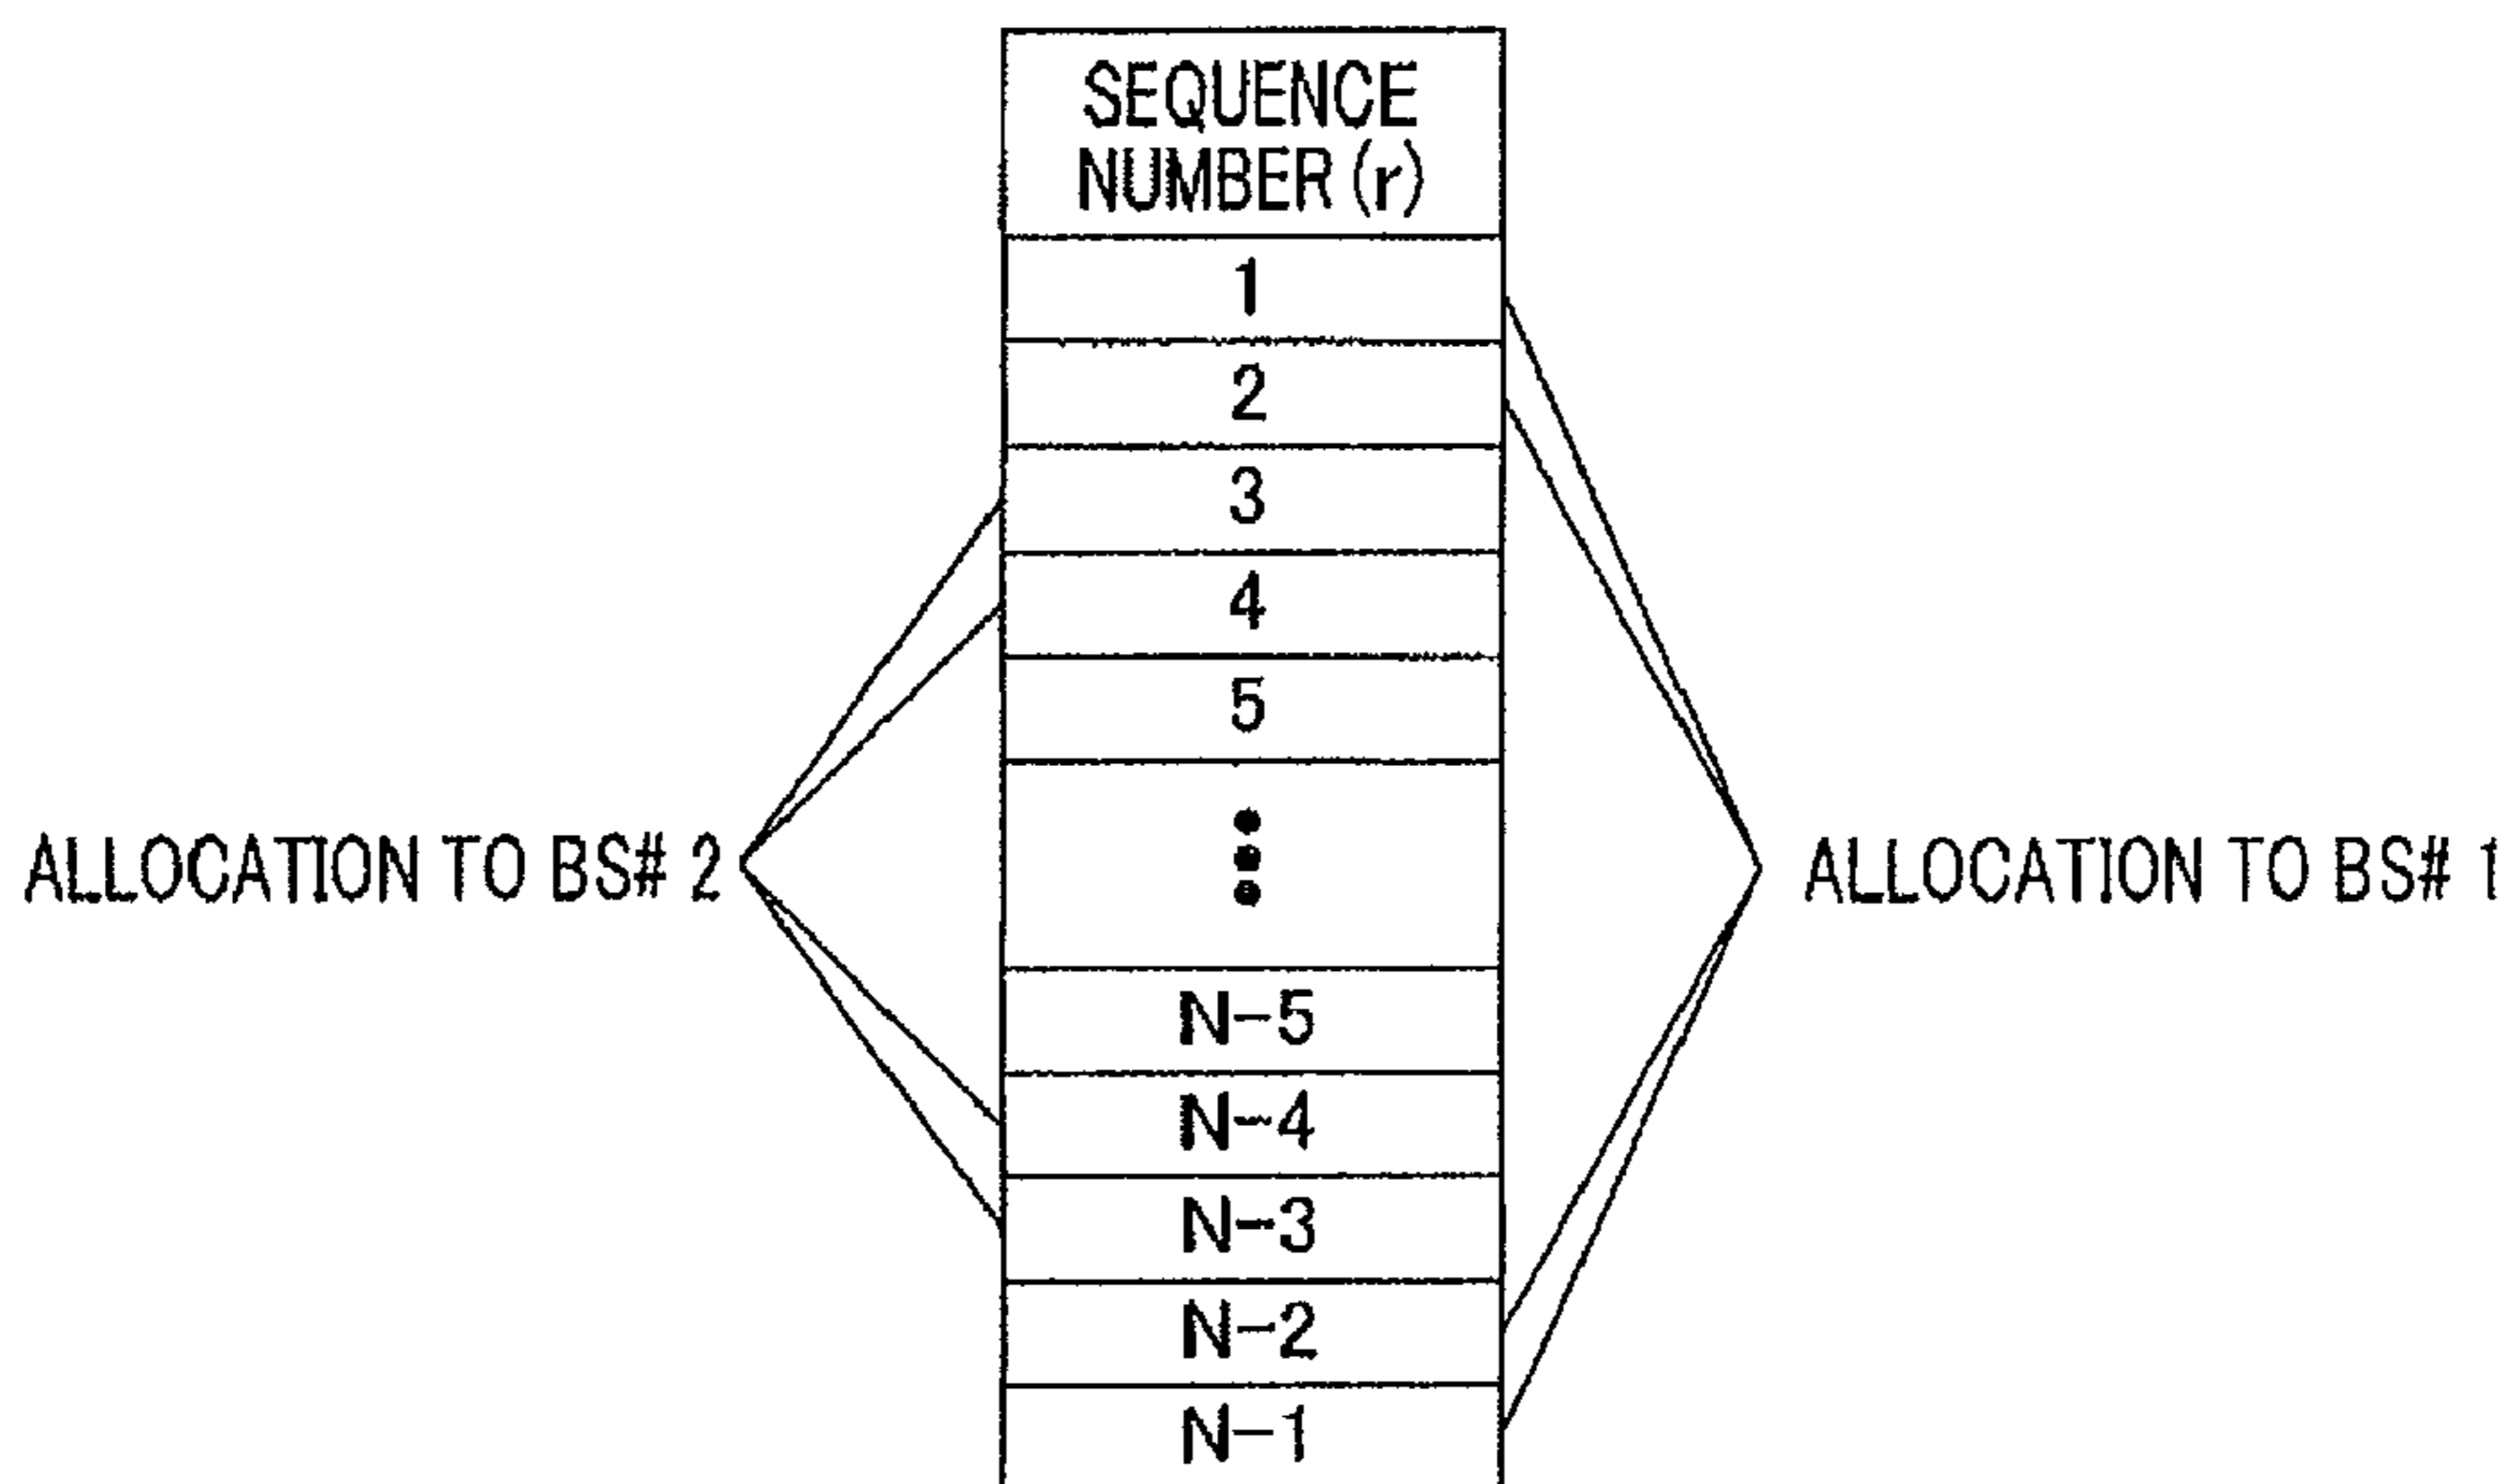 SEQUENCE
NUMBER (r)
1
2
3
4
5
ALLOCATION TO BS# 2
ALLOCATION TO BS# 1
N-5
N-4
N-3
N-2
N-1